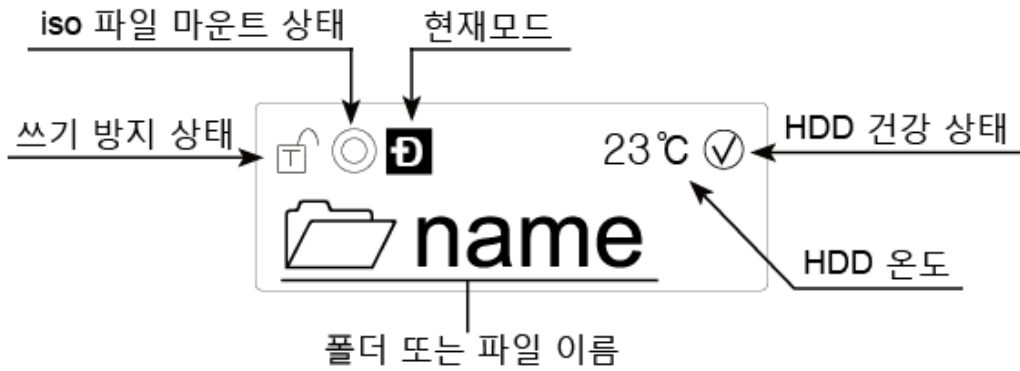 iso 파일 마운트 상태
현재모드
쓰기 방지 상태
T
Đ
23℃
HDD 건강 상태
name
HDD 온도
폴더 또는 파일 이름